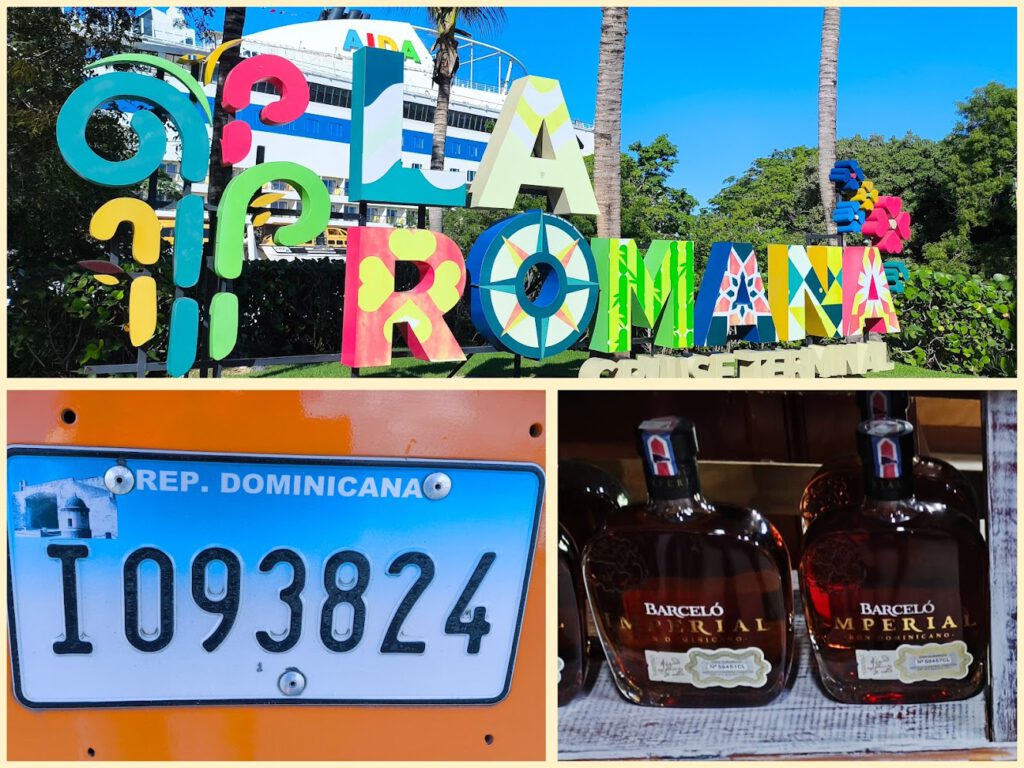 AIDA
LA
ROMANA
CRUISE TERMINAL
REP. DOMINICANA
I093824
BARCELÓ
IMPERIAL
RON DOMINICANO
BARCELÓ
IMPERIAL
RON DOMINICANO